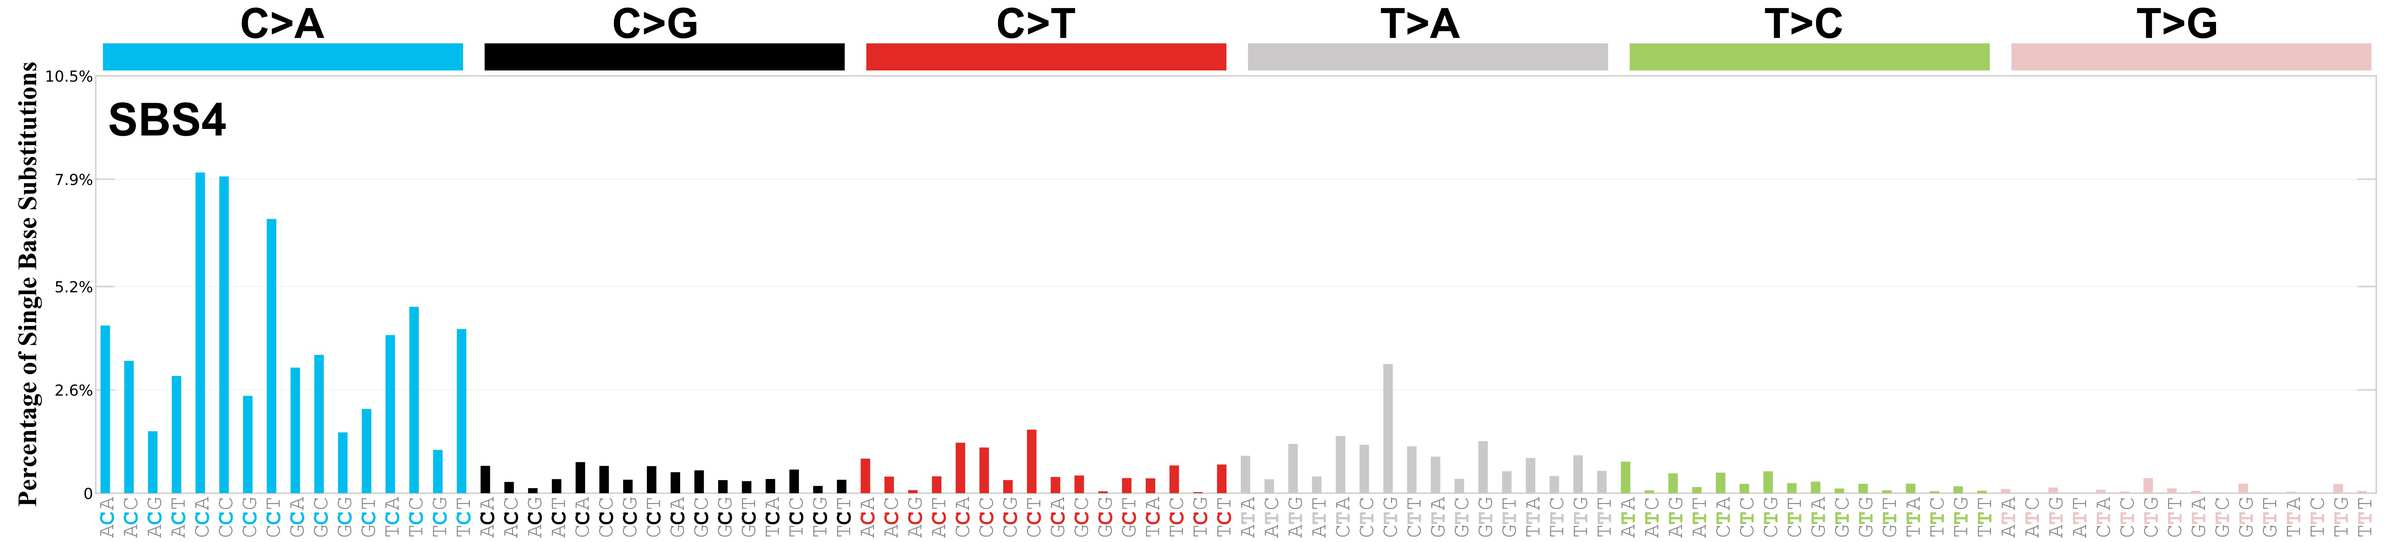 C>A C>G C>T T>A T>C T>G
Percentage of Single Base Substitutions
10.5%
SBS4
7.9%
5.2%
2.6%
0
ACA ACC ACG ACT CCA CCC CCG CCT GCA GCC GCG GCT TCA TCC TCG TCT ACA ACC ACG ACT CCA CCC CCG CCT GCA GCC GCG GCT TCA TCC TCG TCT ACA ACC ACG ACT CCA CCC CCG CCT GCA GCC GCG GCT TCA TCC TCG TCT ATA ATC ATG ATT CTA CTC CTG CTT GTA GTC GTG GTT TTA TTC TTG TTT ATA ATC ATG ATT CTA CTC CTG CTT GTA GTC GTG GTT TTA TTC TTG TTT ATA ATC ATG ATT CTA CTC CTG CTT GTA GTC GTG GTT TTA TTC TTG TTT